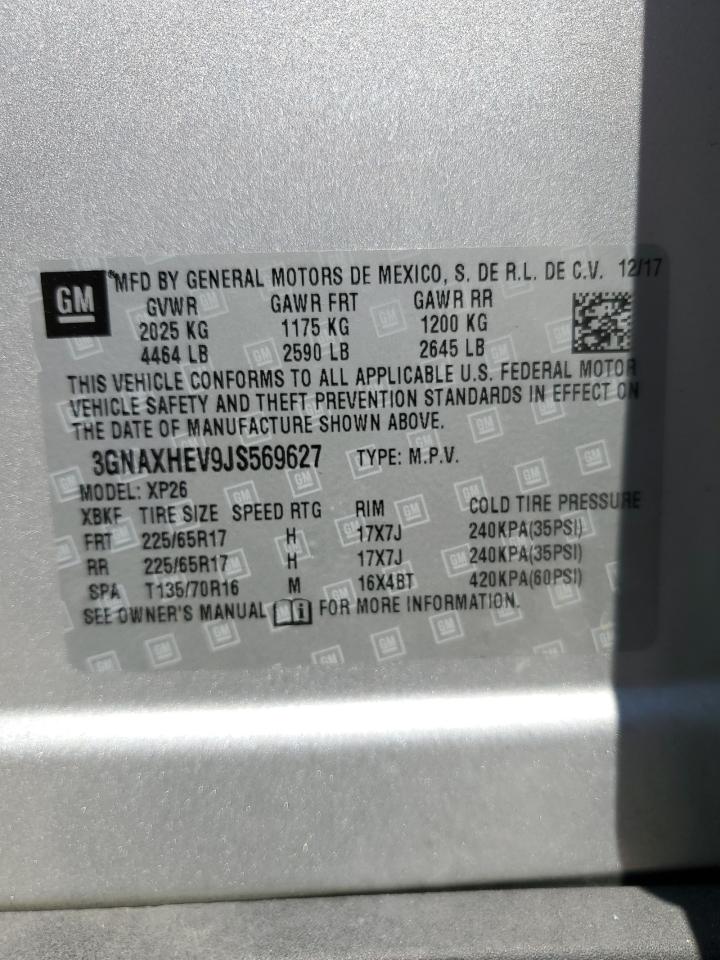 GM
®MFD BY GENERAL MOTORS DE MEXICO, S. DE R.L. DE C.V. 12/17
GVWR GAWR FRT GAWR RR
2025 KG 1175 KG 1200 KG
4464 LB 2590 LB 2645 LB
THIS VEHICLE CONFORMS TO ALL APPLICABLE U.S. FEDERAL MOTOR
VEHICLE SAFETY AND THEFT PREVENTION STANDARDS IN EFFECT ON
THE DATE OF MANUFACTURE SHOWN ABOVE.
3GNAXHEV9JS569627 TYPE: M.P.V.
MODEL: XP26
XBKF TIRE SIZE SPEED RTG RIM COLD TIRE PRESSURE
FRT 225/65R17 H 17X7J 240KPA(35PSI)
RR 225/65R17 H 17X7J 240KPA(35PSI)
SPA T135/70R16 M 16X4BT 420KPA(60PSI)
SEE OWNER'S MANUAL i FOR MORE INFORMATION.